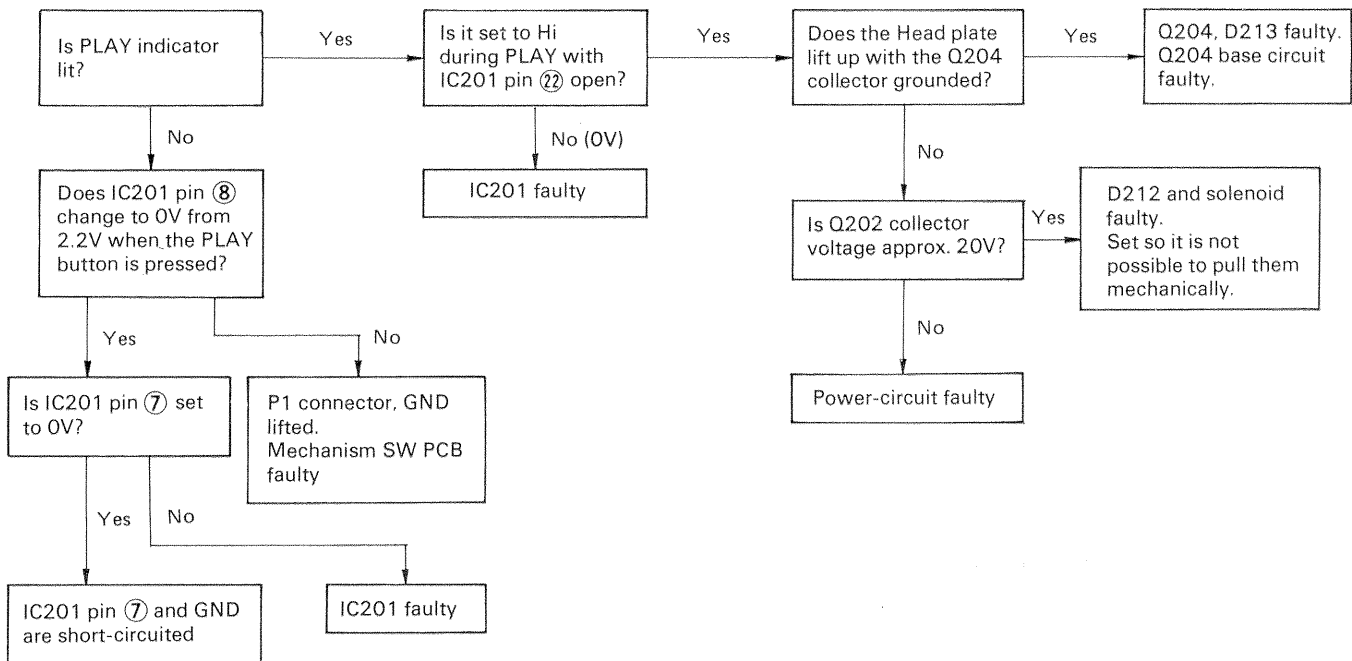 Is PLAY indicator
lit?
Yes
Is it set to Hi
during PLAY with
IC201 pin ㉒ open?
Yes
Does the Head plate
lift up with the Q204
collector grounded?
Yes
Q204, D213 faulty.
Q204 base circuit
faulty.
No
No (0V)
No
Does IC201 pin ⑧
change to 0V from
2.2V when the PLAY
button is pressed?
IC201 faulty
Is Q202 collector
voltage approx. 20V?
Yes
D212 and solenoid
faulty.
Set so it is not
possible to pull them
mechanically.
Yes
No
No
Is IC201 pin ⑦ set
to 0V?
P1 connector, GND
lifted.
Mechanism SW PCB
faulty
Power-circuit faulty
Yes
No
IC201 pin ⑦ and GND
are short-circuited
IC201 faulty